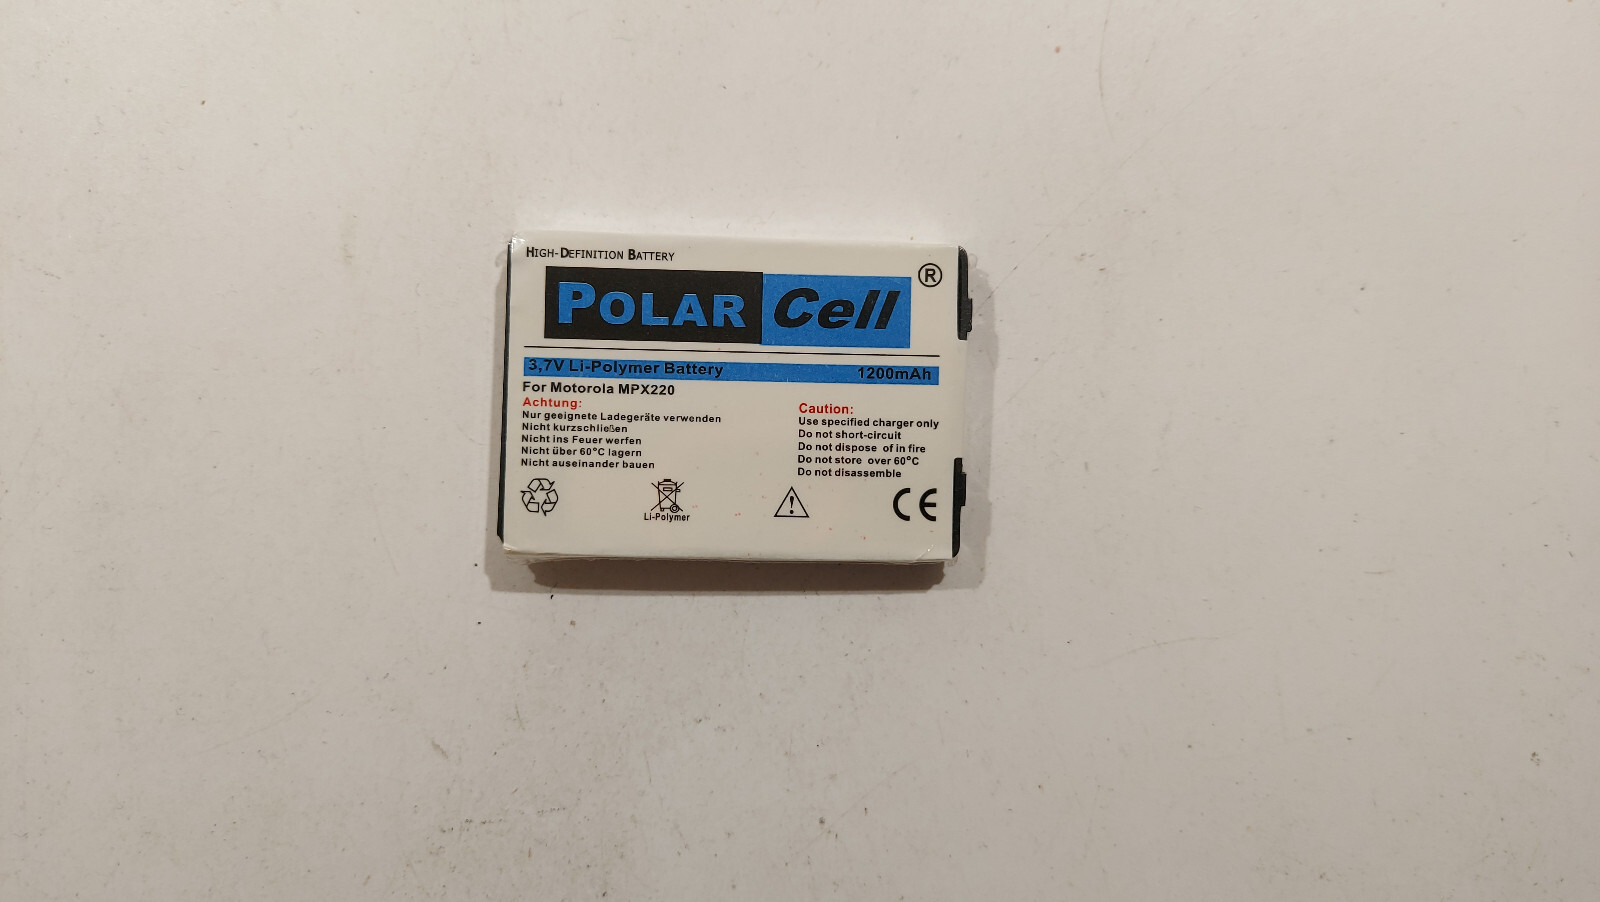 High-Definition Battery
Polar Cell ®
3,7V Li-Polymer Battery 1200mAh
For Motorola MPX220
Achtung:
Nur geeignete Ladegeräte verwenden
Nicht kurzschließen
Nicht ins Feuer werfen
Nicht über 60°C lagern
Nicht auseinander bauen
Caution:
Use specified charger only
Do not short-circuit
Do not dispose of in fire
Do not store over 60°C
Do not disassemble
Li-Polymer
CE